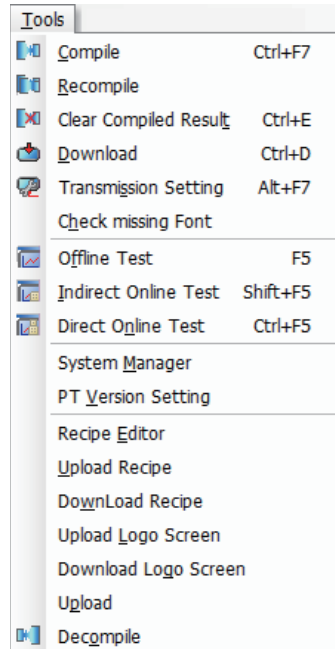 Tools
Compile Ctrl+F7
Recompile
Clear Compiled Result Ctrl+E
Download Ctrl+D
Transmission Setting Alt+F7
Check missing Font
Offline Test F5
Indirect Online Test Shift+F5
Direct Online Test Ctrl+F5
System Manager
PT Version Setting
Recipe Editor
Upload Recipe
DownLoad Recipe
Upload Logo Screen
Download Logo Screen
Upload
Decompile